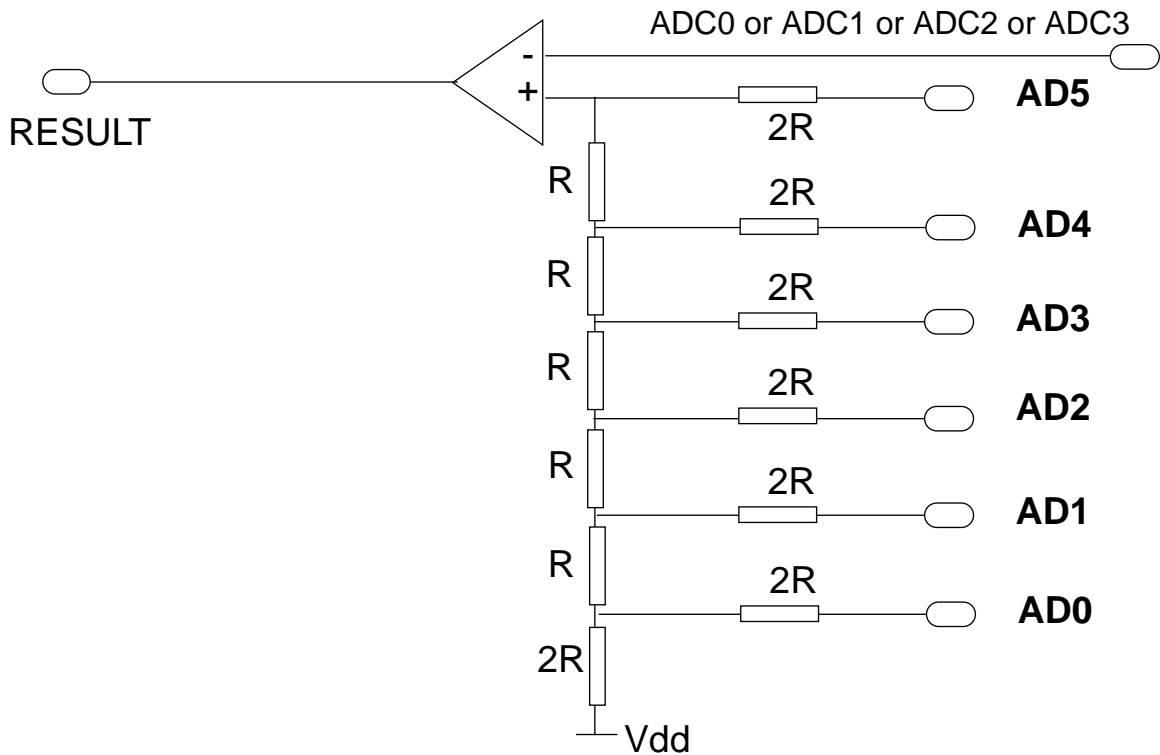 ADC0 or ADC1 or ADC2 or ADC3
-
+
AD5
RESULT
2R
R
2R
AD4
R
2R
AD3
R
2R
AD2
R
2R
AD1
R
2R
AD0
2R
Vdd